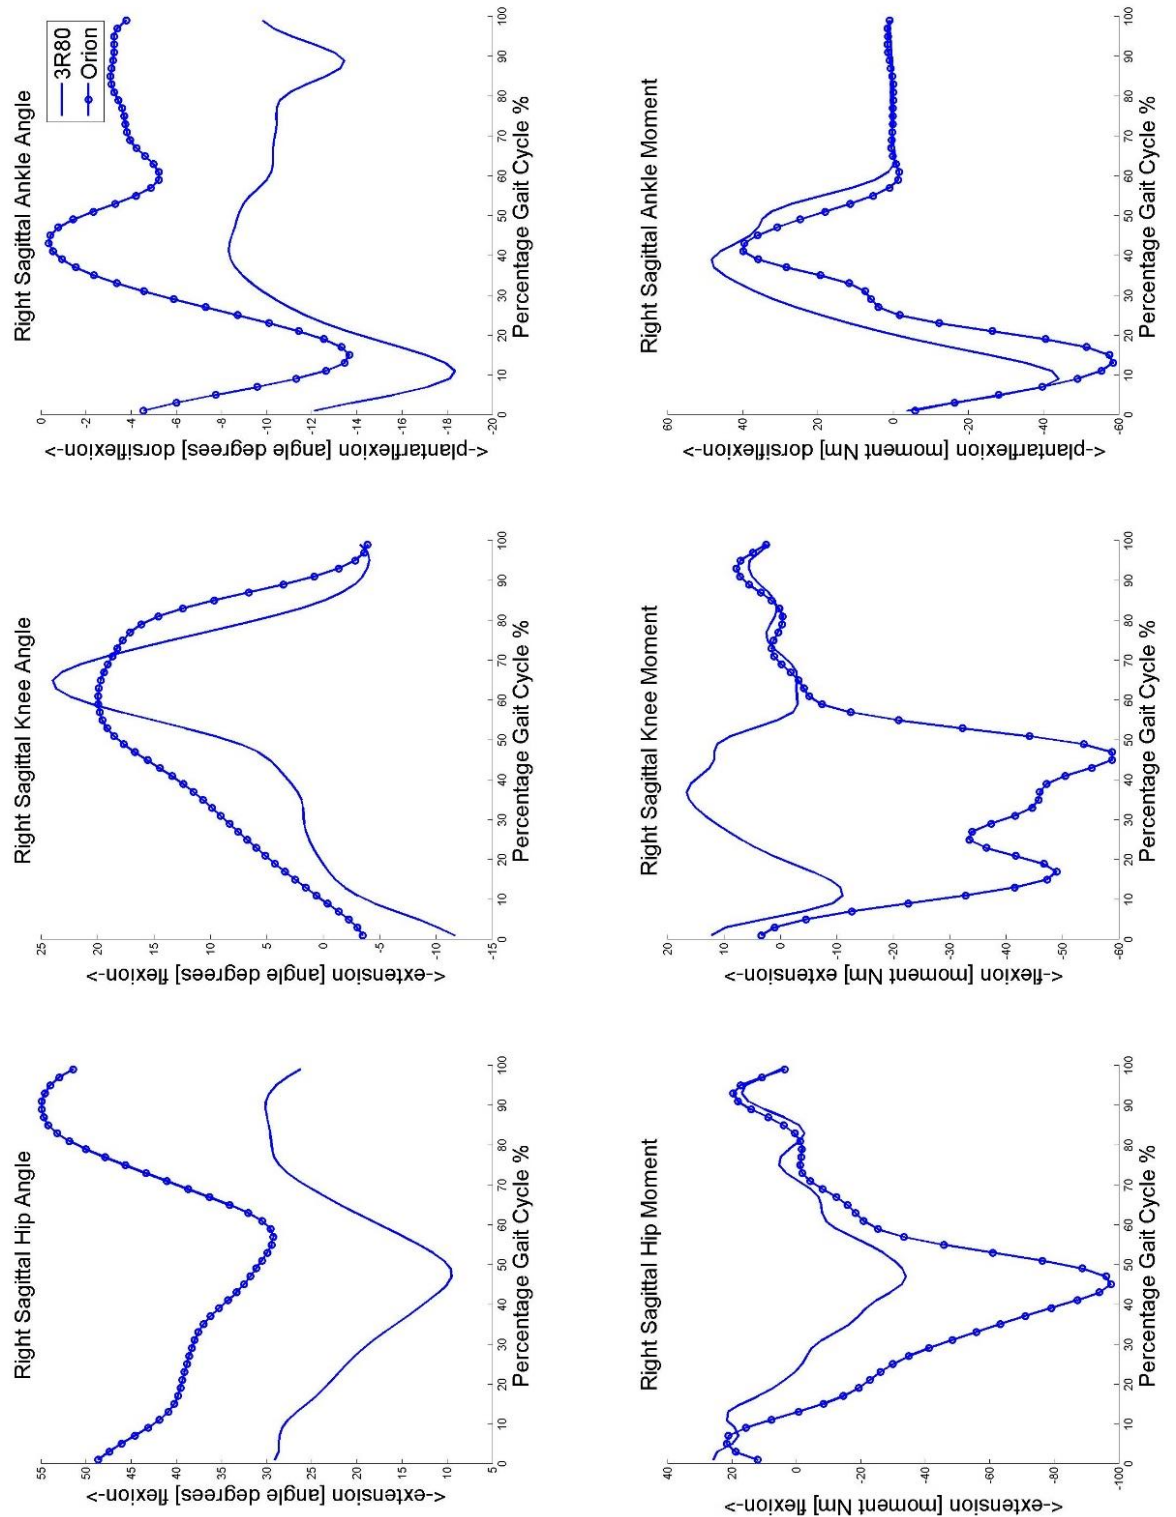 Right Sagittal Hip Angle
55 50 45 40 35 30 25 20 15 10 5
<-extension [angle degrees] flexion->
0 10 20 30 40 50 60 70 80 90 100
Percentage Gait Cycle %
Right Sagittal Knee Angle
25 20 15 10 5 0 -5 -10 -15
<-extension [angle degrees] flexion->
0 10 20 30 40 50 60 70 80 90 100
Percentage Gait Cycle %
Right Sagittal Ankle Angle
3R80
Orion
0 -2 -4 -6 -8 -10 -12 -14 -16 -18 -20
<-plantarflexion [angle degrees] dorsiflexion->
0 10 20 30 40 50 60 70 80 90 100
Percentage Gait Cycle %
Right Sagittal Hip Moment
40 20 0 -20 -40 -60 -80 -100
<-extension [moment Nm] flexion->
0 10 20 30 40 50 60 70 80 90 100
Percentage Gait Cycle %
Right Sagittal Knee Moment
20 10 0 -10 -20 -30 -40 -50 -60
<-flexion [moment Nm] extension->
0 10 20 30 40 50 60 70 80 90 100
Percentage Gait Cycle %
Right Sagittal Ankle Moment
60 40 20 0 -20 -40 -60
<-plantarflexion [moment Nm] dorsiflexion->
0 10 20 30 40 50 60 70 80 90 100
Percentage Gait Cycle %